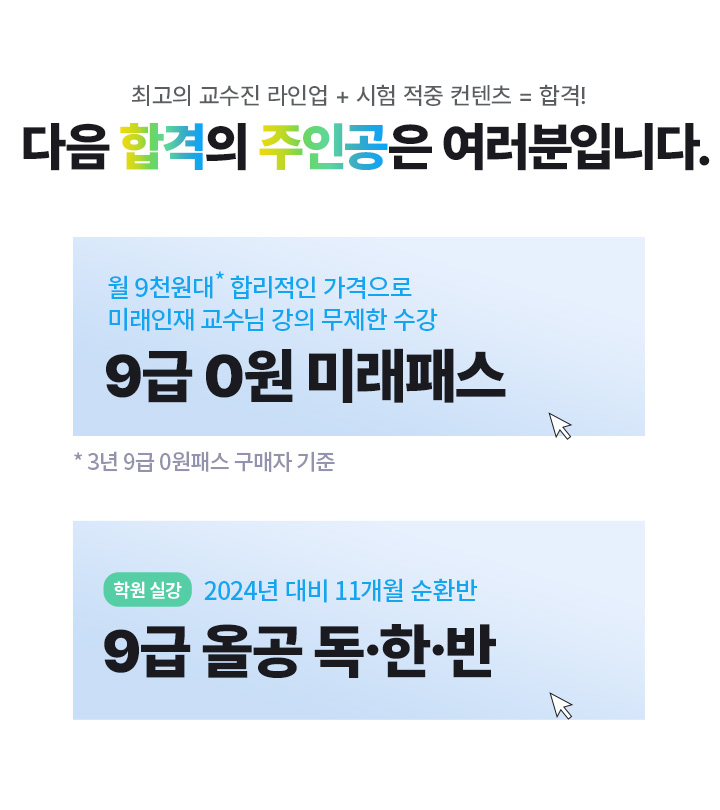 최고의 교수진 라인업 + 시험 적중 컨텐츠 = 합격!
다음 합격의 주인공은 여러분입니다.
월 9천원대* 합리적인 가격으로
미래인재 교수님 강의 무제한 수강
9급 0원 미래패스
* 3년 9급 0원패스 구매자 기준
학원 실강 2024년 대비 11개월 순환반
9급 올공 독·한·반